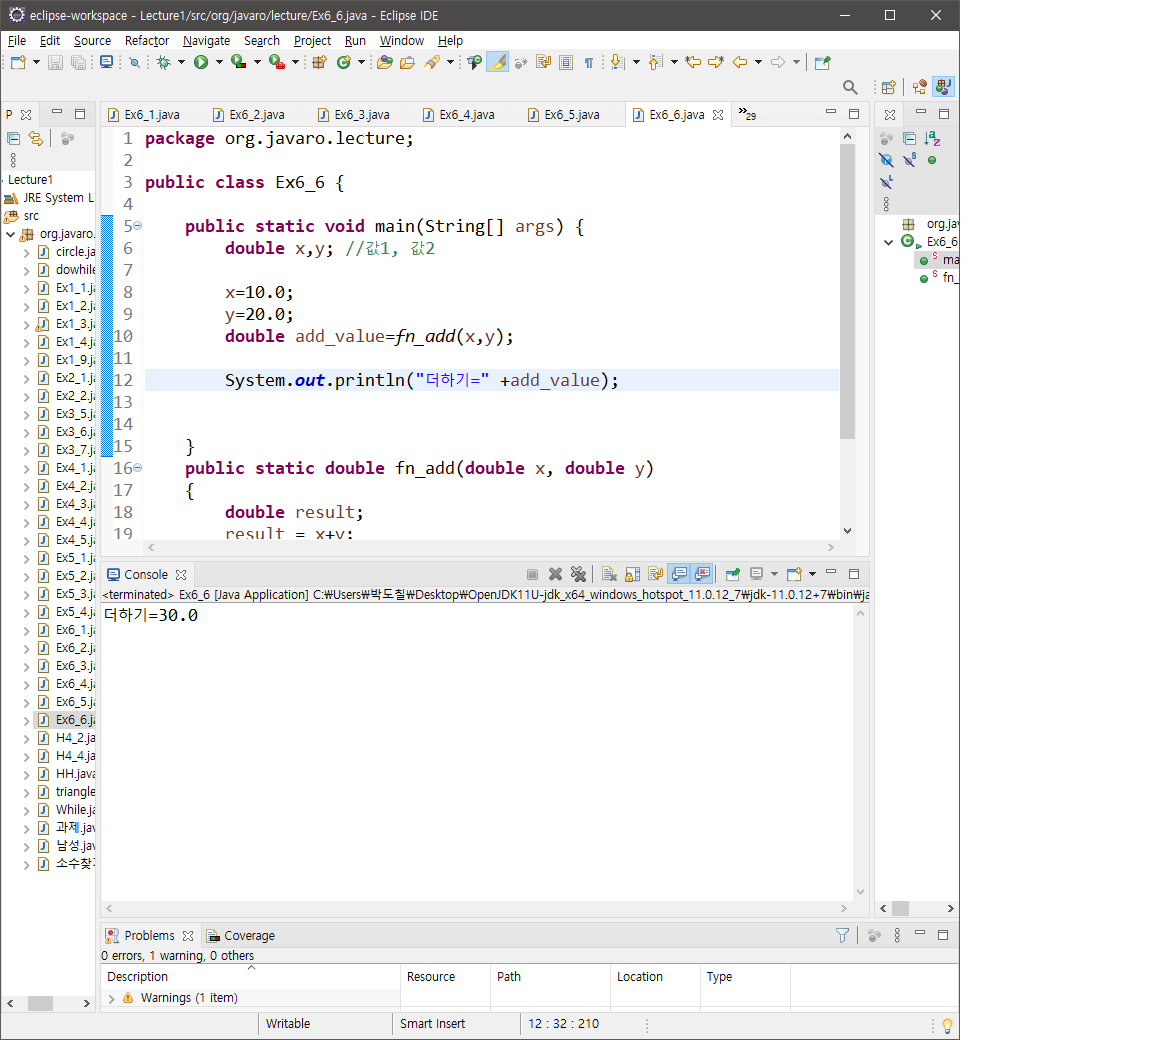 eclipse-workspace - Lecture1/src/org/javaro/lecture/Ex6_6.java - Eclipse IDE
File Edit Source Refactor Navigate Search Project Run Window Help
P
Ex6_1.java Ex6_2.java Ex6_3.java Ex6_4.java Ex6_5.java Ex6_6.java »29
Lecture1
JRE System L
src
org.javaro.
circle.ja
dowhile
Ex1_1.ja
Ex1_2.ja
Ex1_3.ja
Ex1_4.ja
Ex1_9.ja
Ex2_1.ja
Ex2_2.ja
Ex3_5.ja
Ex3_6.ja
Ex3_7.ja
Ex4_1.ja
Ex4_2.ja
Ex4_3.ja
Ex4_4.ja
Ex4_5.ja
Ex5_1.ja
Ex5_2.ja
Ex5_3.ja
Ex5_4.ja
Ex6_1.ja
Ex6_2.ja
Ex6_3.ja
Ex6_4.ja
Ex6_5.ja
Ex6_6.ja
H4_2.ja
H4_4.ja
HH.java
triangle
While.ja
과제.jav
남성.jav
소수찾기
1 package org.javaro.lecture;
2
3 public class Ex6_6 {
4
5 public static void main(String[] args) {
6 double x,y; //값1, 값2
7
8 x=10.0;
9 y=20.0;
10 double add_value=fn_add(x,y);
11
12 System.out.println("더하기=" +add_value);
13
14
15 }
16 public static double fn_add(double x, double y)
17 {
18 double result;
19 result = x+y;
org.jav
Ex6_6
ma
fn_
Console
<terminated> Ex6_6 [Java Application] C:₩Users₩박도칠₩Desktop₩OpenJDK11U-jdk_x64_windows_hotspot_11.0.12_7₩jdk-11.0.12+7₩bin₩ja
더하기=30.0
Problems Coverage
0 errors, 1 warning, 0 others
Description Resource Path Location Type
Warnings (1 item)
Writable Smart Insert 12 : 32 : 210